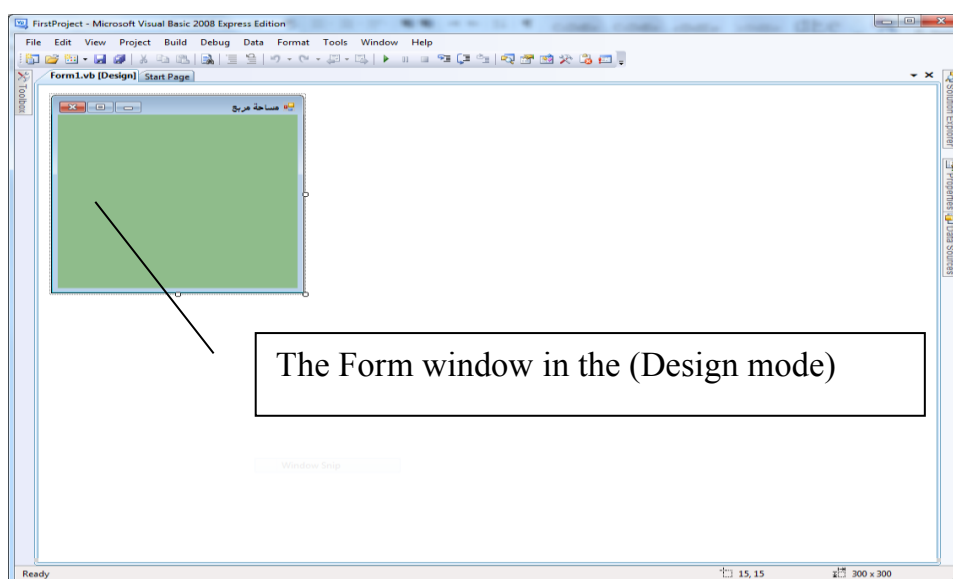 FirstProject - Microsoft Visual Basic 2008 Express Edition
File Edit View Project Build Debug Data Format Tools Window Help
Form1.vb [Design] Start Page
Toolbox
مساحة مربع
Solution Explorer
Properties
Data Sources
The Form window in the (Design mode)
Window Snip
Ready 15, 15 300 x 300